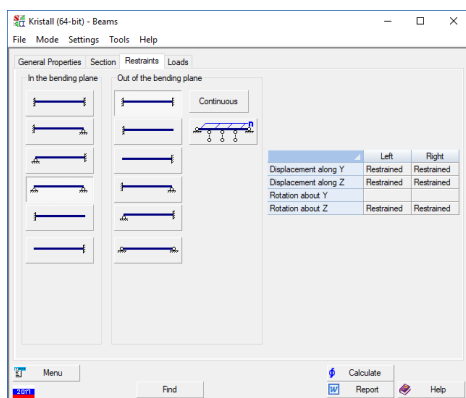 Kristall (64-bit) - Beams
File Mode Settings Tools Help
General Properties Section Restraints Loads
In the bending plane
Out of the bending plane
Continuous
n
Left Right
Displacement along Y Restrained Restrained
Displacement along Z Restrained Restrained
Rotation about Y
Rotation about Z Restrained Restrained
Menu
Calculate
Find
W Report
Help